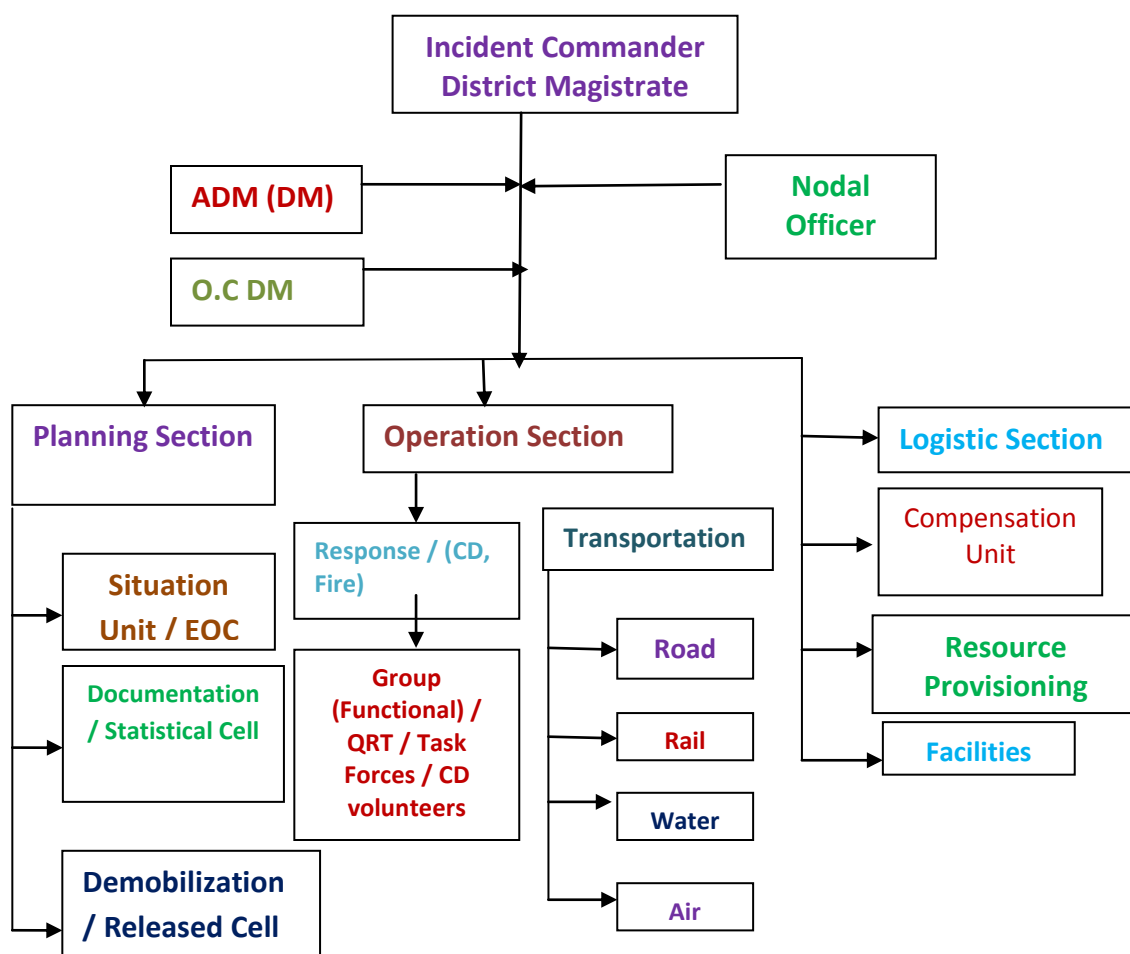 Incident Commander
District Magistrate
ADM (DM)
Nodal
Officer
O.C DM
Planning Section
Operation Section
Logistic Section
Compensation
Unit
Response / (CD,
Fire)
Transportation
Situation
Unit / EOC
Road
Resource
Provisioning
Group
(Functional) /
QRT / Task
Forces / CD
volunteers
Documentation
/ Statistical Cell
Rail
Facilities
Water
Demobilization
/ Released Cell
Air